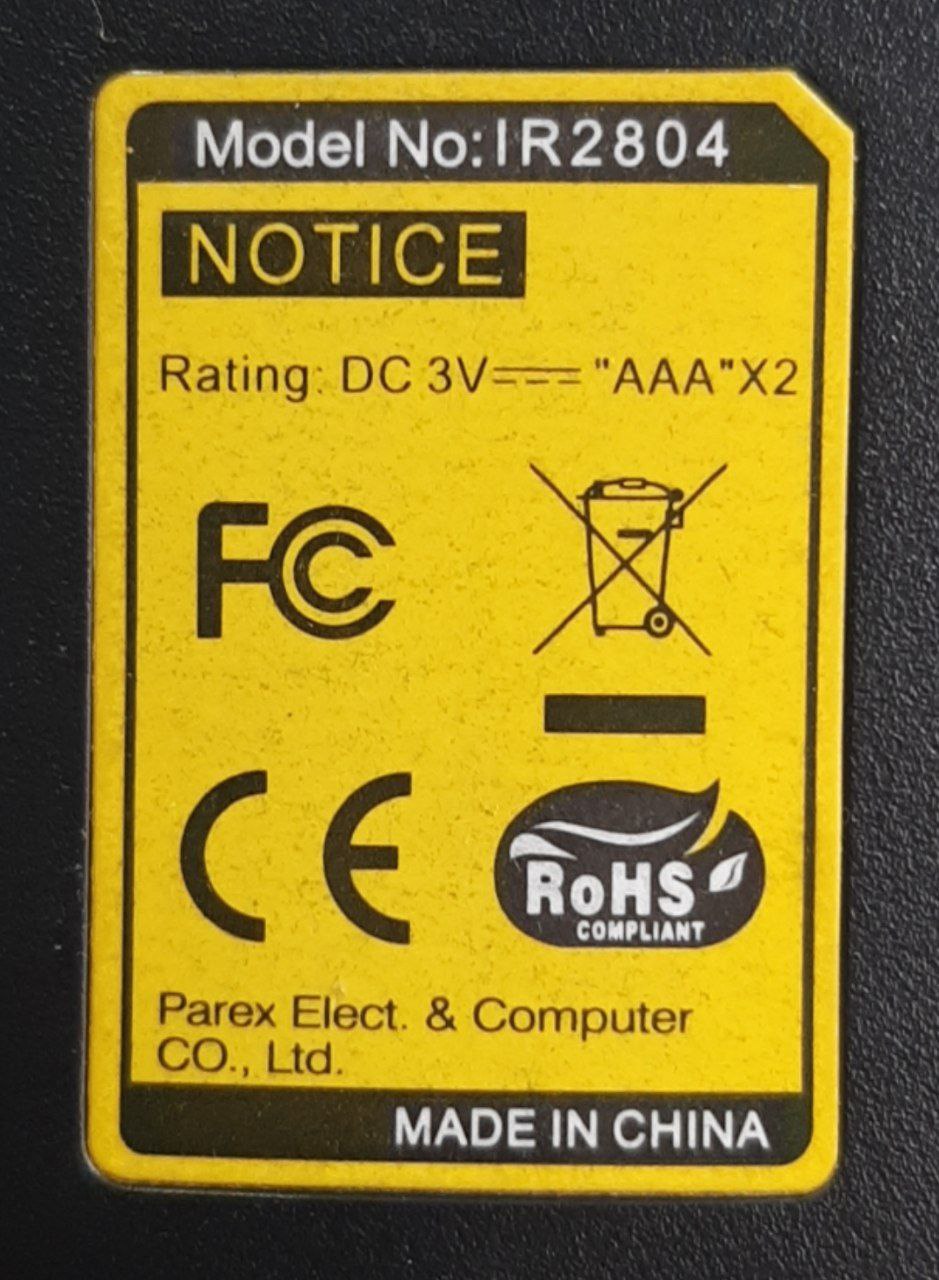 Model No:IR2804
NOTICE
Rating: DC 3V⎓ "AAA"X2
FC
CE
RoHS
COMPLIANT
Parex Elect. & Computer
CO., Ltd.
MADE IN CHINA